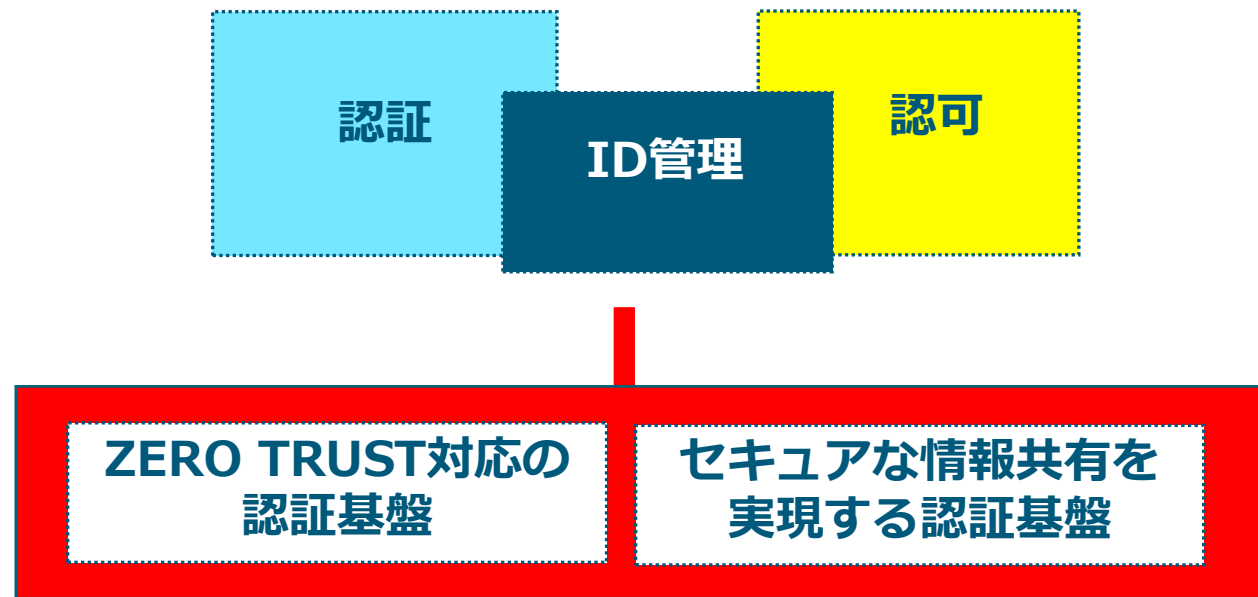 認証
ID管理
認可
ZERO TRUST対応の
認証基盤
セキュアな情報共有を
実現する認証基盤